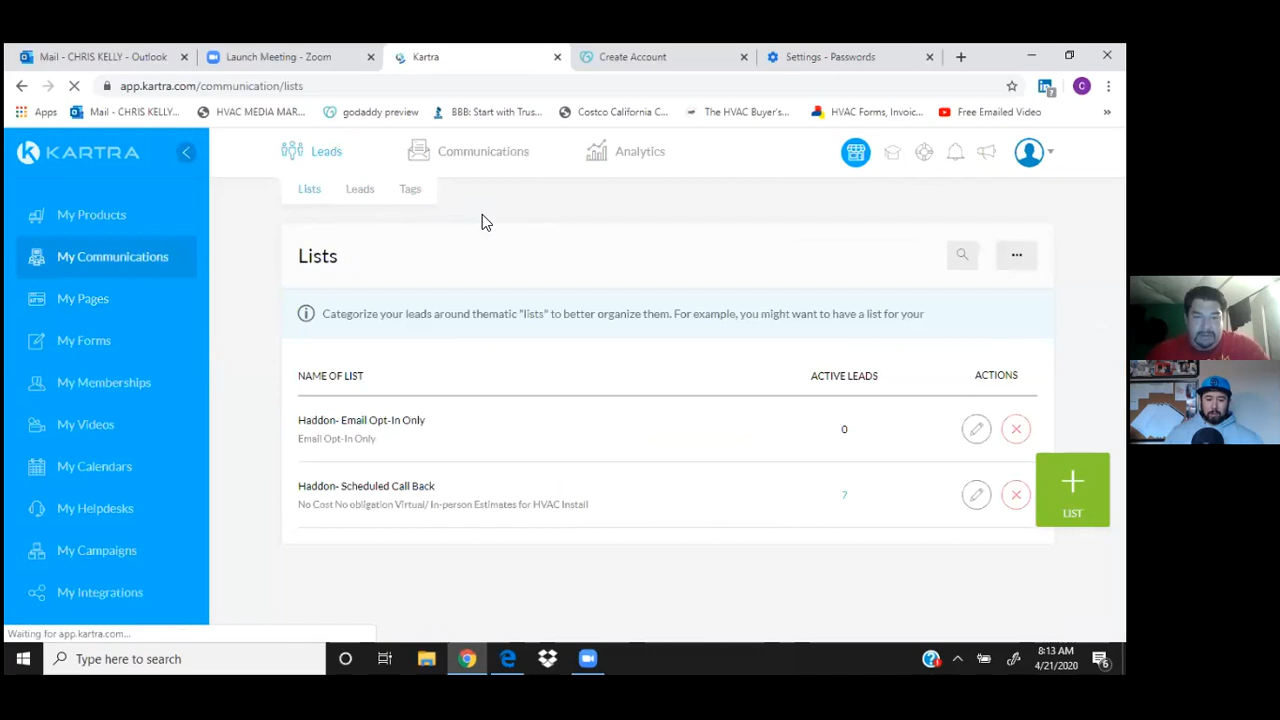 Mail - CHRIS KELLY - Outlook
Launch Meeting - Zoom
Kartra
Create Account
Settings - Passwords
app.kartra.com/communication/lists
Apps
Mail - CHRIS KELLY...
HVAC MEDIA MAR...
godaddy preview
BBB: Start with Trus...
Costco California C...
The HVAC Buyer's...
HVAC Forms, Invoic...
Free Emailed Video
KARTRA
Leads
Communications
Analytics
Lists
Leads
Tags
My Products
My Communications
My Pages
My Forms
My Memberships
My Videos
My Calendars
My Helpdesks
My Campaigns
My Integrations
Lists
Categorize your leads around thematic "lists" to better organize them. For example, you might want to have a list for your
NAME OF LIST
ACTIVE LEADS
ACTIONS
Haddon- Email Opt-In Only
Email Opt-In Only
0
Haddon- Scheduled Call Back
No Cost No obligation Virtual/ In-person Estimates for HVAC Install
7
LIST
Waiting for app.kartra.com...
Type here to search
8:13 AM
4/21/2020
6